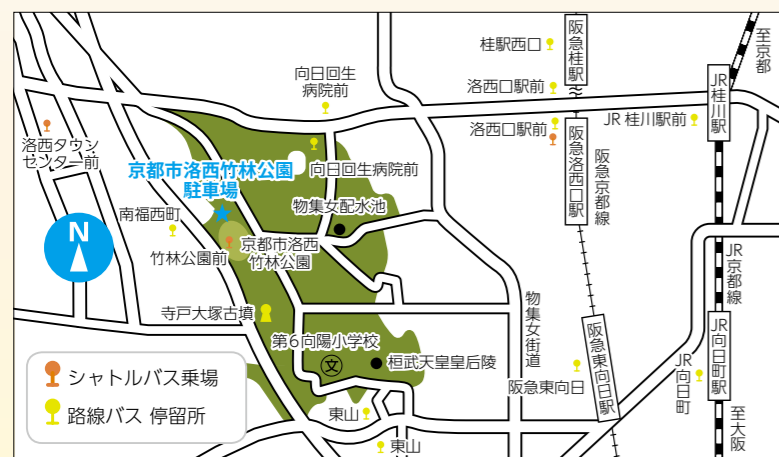 桂駅西口
阪急桂駅
至京都
向日回生
病院前
洛西口駅前
JR桂川駅
洛西タウン
センター前
洛西口駅前
JR 桂川駅前
京都市洛西竹林公園
駐車場
向日回生病院前
阪急洛西口駅
阪急京都線
南福西町
物集女配水池
N
竹林公園前
京都市洛西
竹林公園
JR京都線
寺戸大塚古墳
物集女街道
第6向陽小学校
文
桓武天皇皇后陵
阪急東向日
阪急東向日駅
JR向日町
JR向日町駅
シャトルバス乗場
路線バス 停留所
東山
東山
至大阪